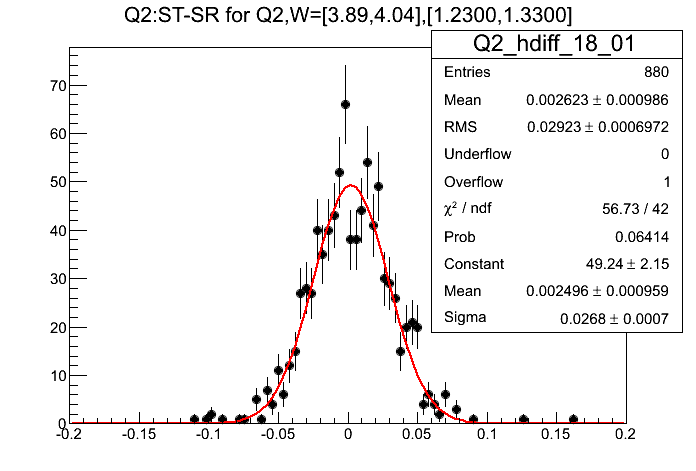 Q2:ST-SR for Q2,W=[3.89,4.04],[1.2300,1.3300]
Q2_hdiff_18_01
Entries 880
Mean 0.002623 ± 0.000986
RMS 0.02923 ± 0.0006972
Underflow 0
Overflow 1
χ² / ndf 56.73 / 42
Prob 0.06414
Constant 49.24 ± 2.15
Mean 0.002496 ± 0.000959
Sigma 0.0268 ± 0.0007
70
60
50
40
30
20
10
0
-0.2 -0.15 -0.1 -0.05 0 0.05 0.1 0.15 0.2